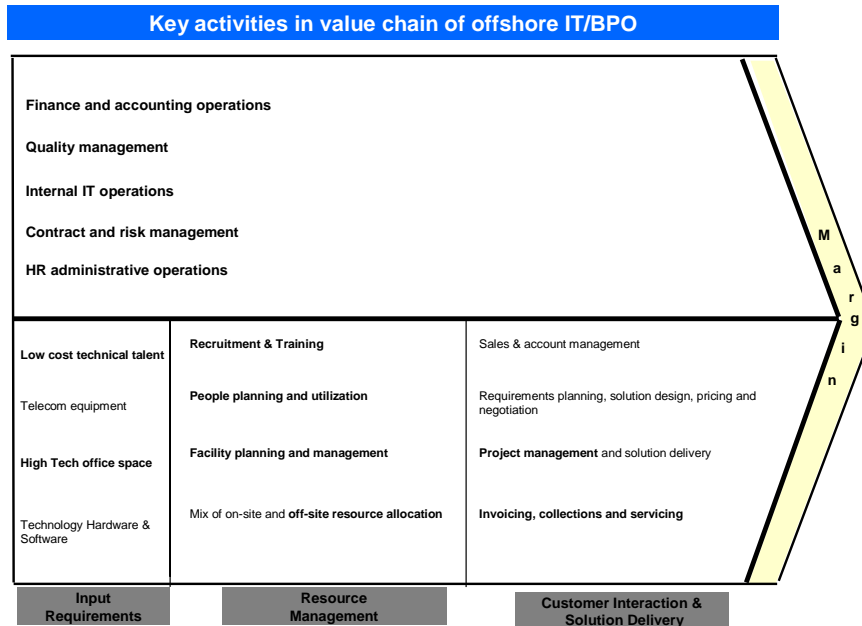 Key activities in value chain of offshore IT/BPO
Finance and accounting operations
Quality management
Internal IT operations
Contract and risk management
HR administrative operations
Margin
Low cost technical talent
Telecom equipment
High Tech office space
Technology Hardware &
Software
Recruitment & Training
People planning and utilization
Facility planning and management
Mix of on-site and off-site resource allocation
Sales & account management
Requirements planning, solution design, pricing and
negotiation
Project management and solution delivery
Invoicing, collections and servicing
Input
Requirements
Resource
Management
Customer Interaction &
Solution Delivery